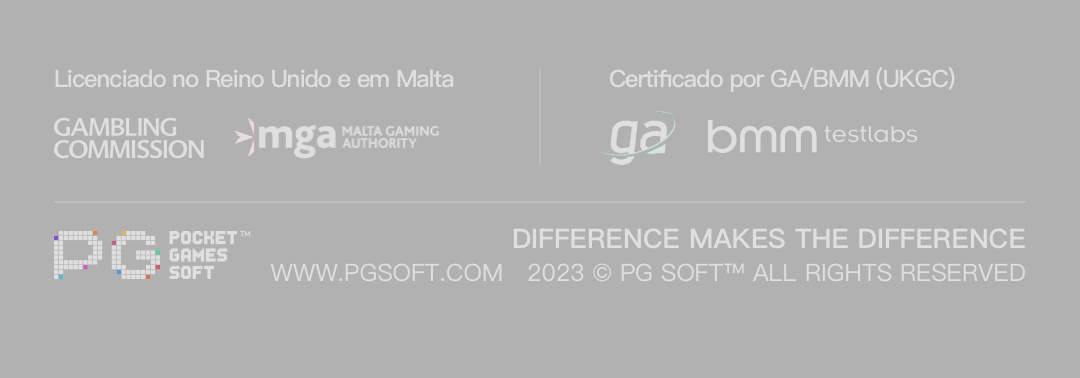 Licenciado no Reino Unido e em Malta
Certificado por GA/BMM (UKGC)
GAMBLING
COMMISSION
mga MALTA GAMING
AUTHORITY
ga
bmm testlabs
PG POCKET™
GAMES
SOFT
DIFFERENCE MAKES THE DIFFERENCE
WWW.PGSOFT.COM 2023 © PG SOFT™ ALL RIGHTS RESERVED